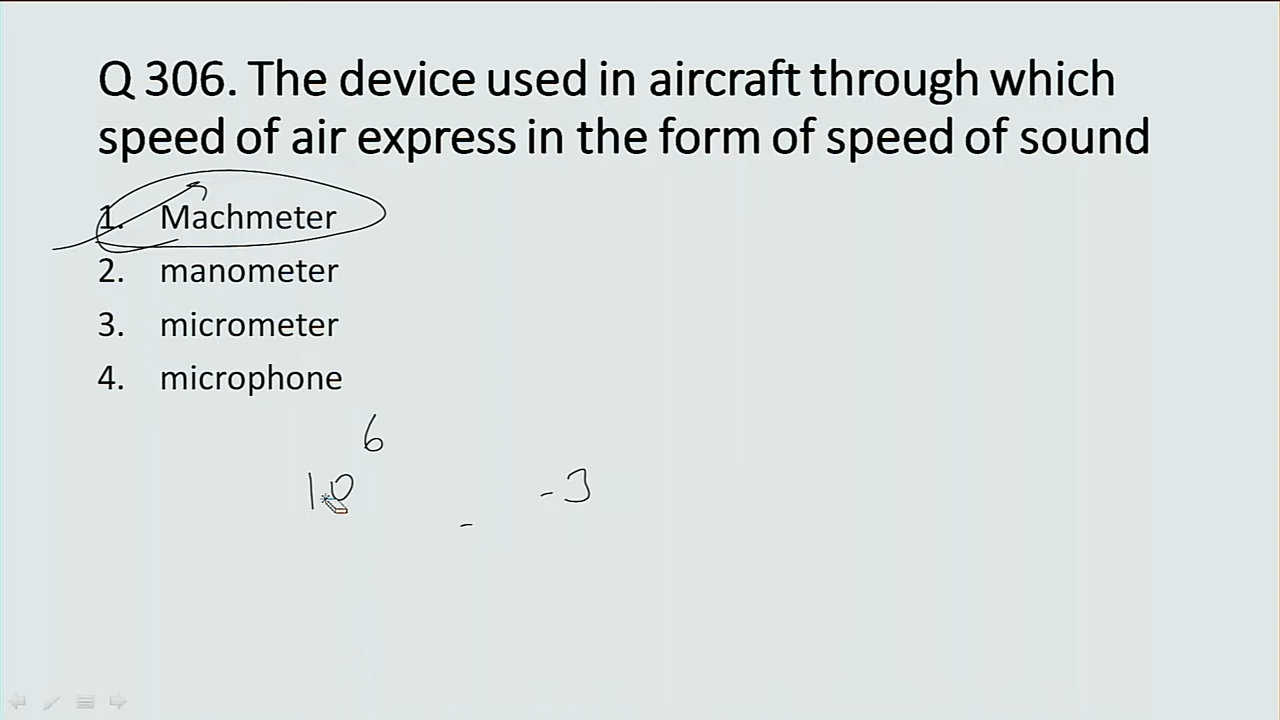 Q 306. The device used in aircraft through which
speed of air express in the form of speed of sound
1. Machmeter
2. manometer
3. micrometer
4. microphone
6
10
- 3
-